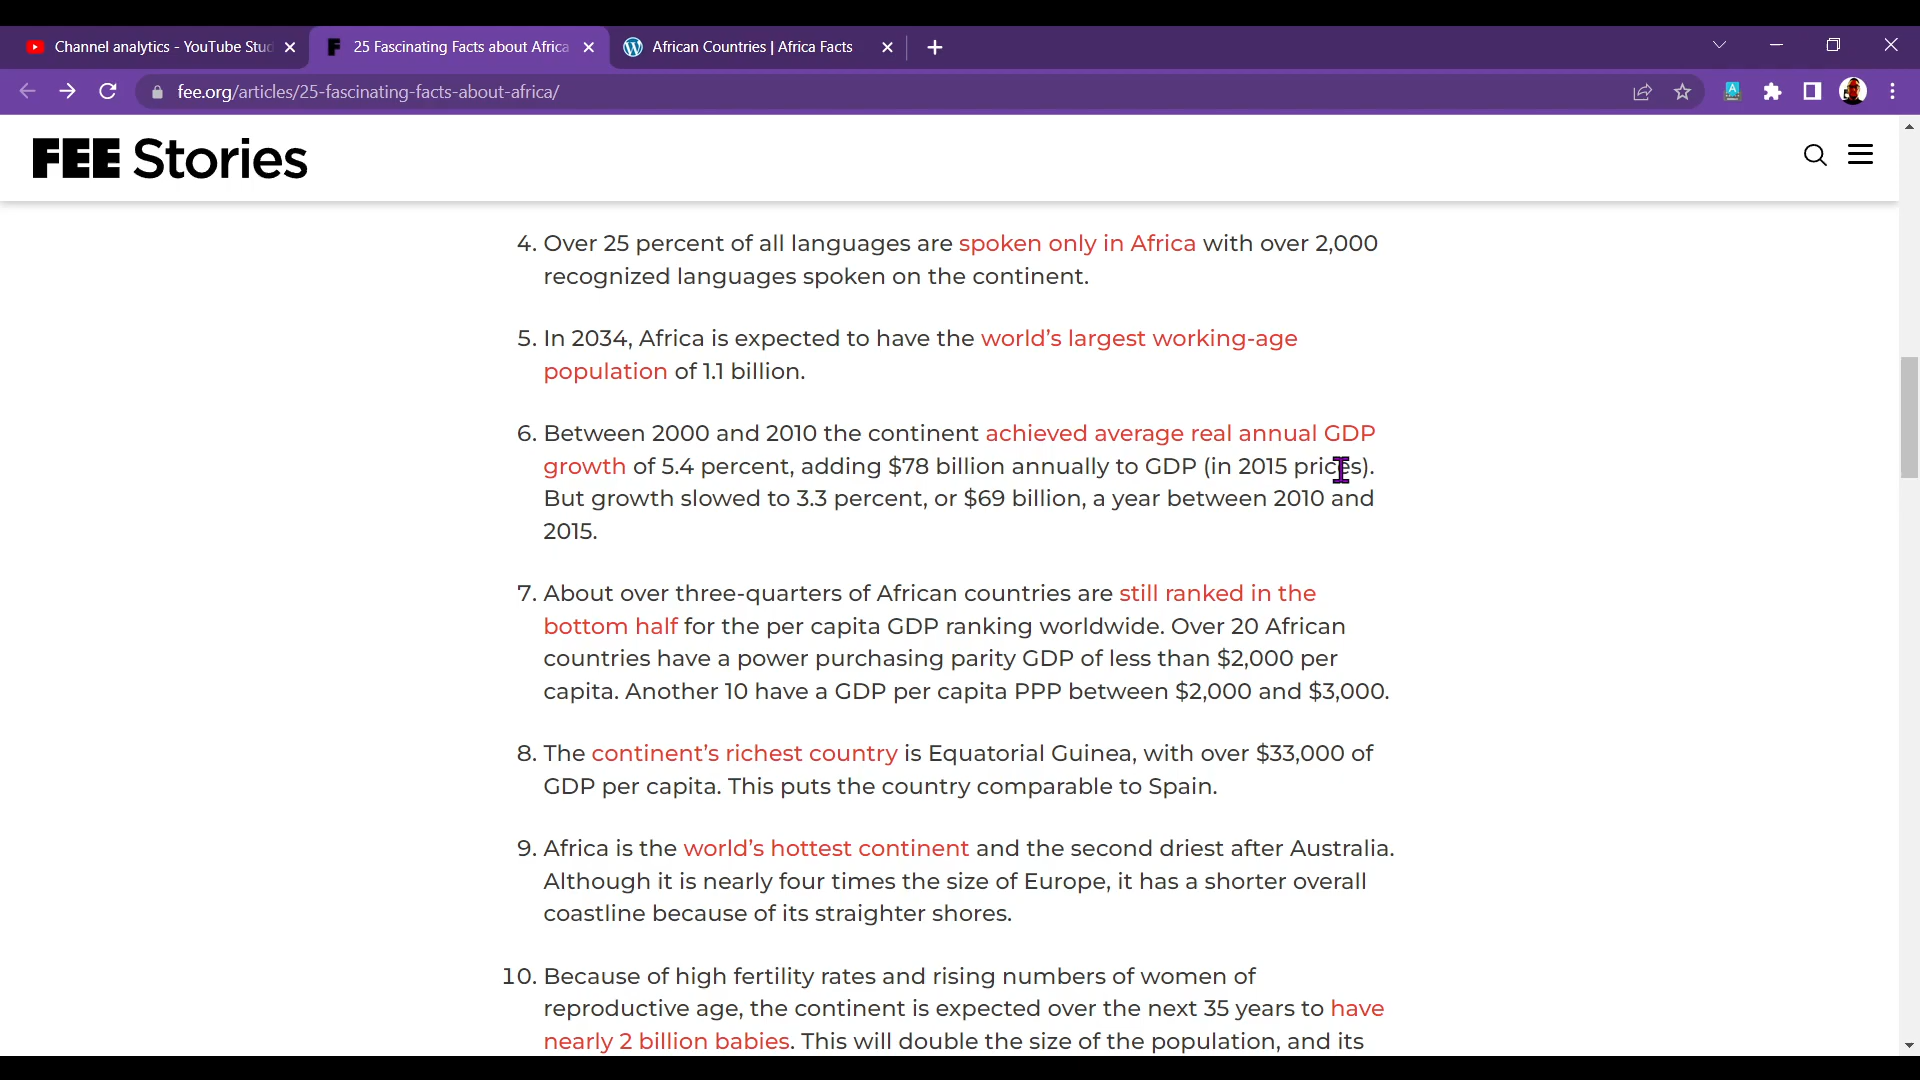 Channel analytics - YouTube Stud
25 Fascinating Facts about Africa
African Countries | Africa Facts
fee.org/articles/25-fascinating-facts-about-africa/
FEE Stories
4. Over 25 percent of all languages are spoken only in Africa with over 2,000
recognized languages spoken on the continent.
5. In 2034, Africa is expected to have the world's largest working-age
population of 1.1 billion.
6. Between 2000 and 2010 the continent achieved average real annual GDP
growth of 5.4 percent, adding $78 billion annually to GDP (in 2015 prices).
But growth slowed to 3.3 percent, or $69 billion, a year between 2010 and
2015.
7. About over three-quarters of African countries are still ranked in the
bottom half for the per capita GDP ranking worldwide. Over 20 African
countries have a power purchasing parity GDP of less than $2,000 per
capita. Another 10 have a GDP per capita PPP between $2,000 and $3,000.
8. The continent's richest country is Equatorial Guinea, with over $33,000 of
GDP per capita. This puts the country comparable to Spain.
9. Africa is the world's hottest continent and the second driest after Australia.
Although it is nearly four times the size of Europe, it has a shorter overall
coastline because of its straighter shores.
10. Because of high fertility rates and rising numbers of women of
reproductive age, the continent is expected over the next 35 years to have
nearly 2 billion babies. This will double the size of the population, and its